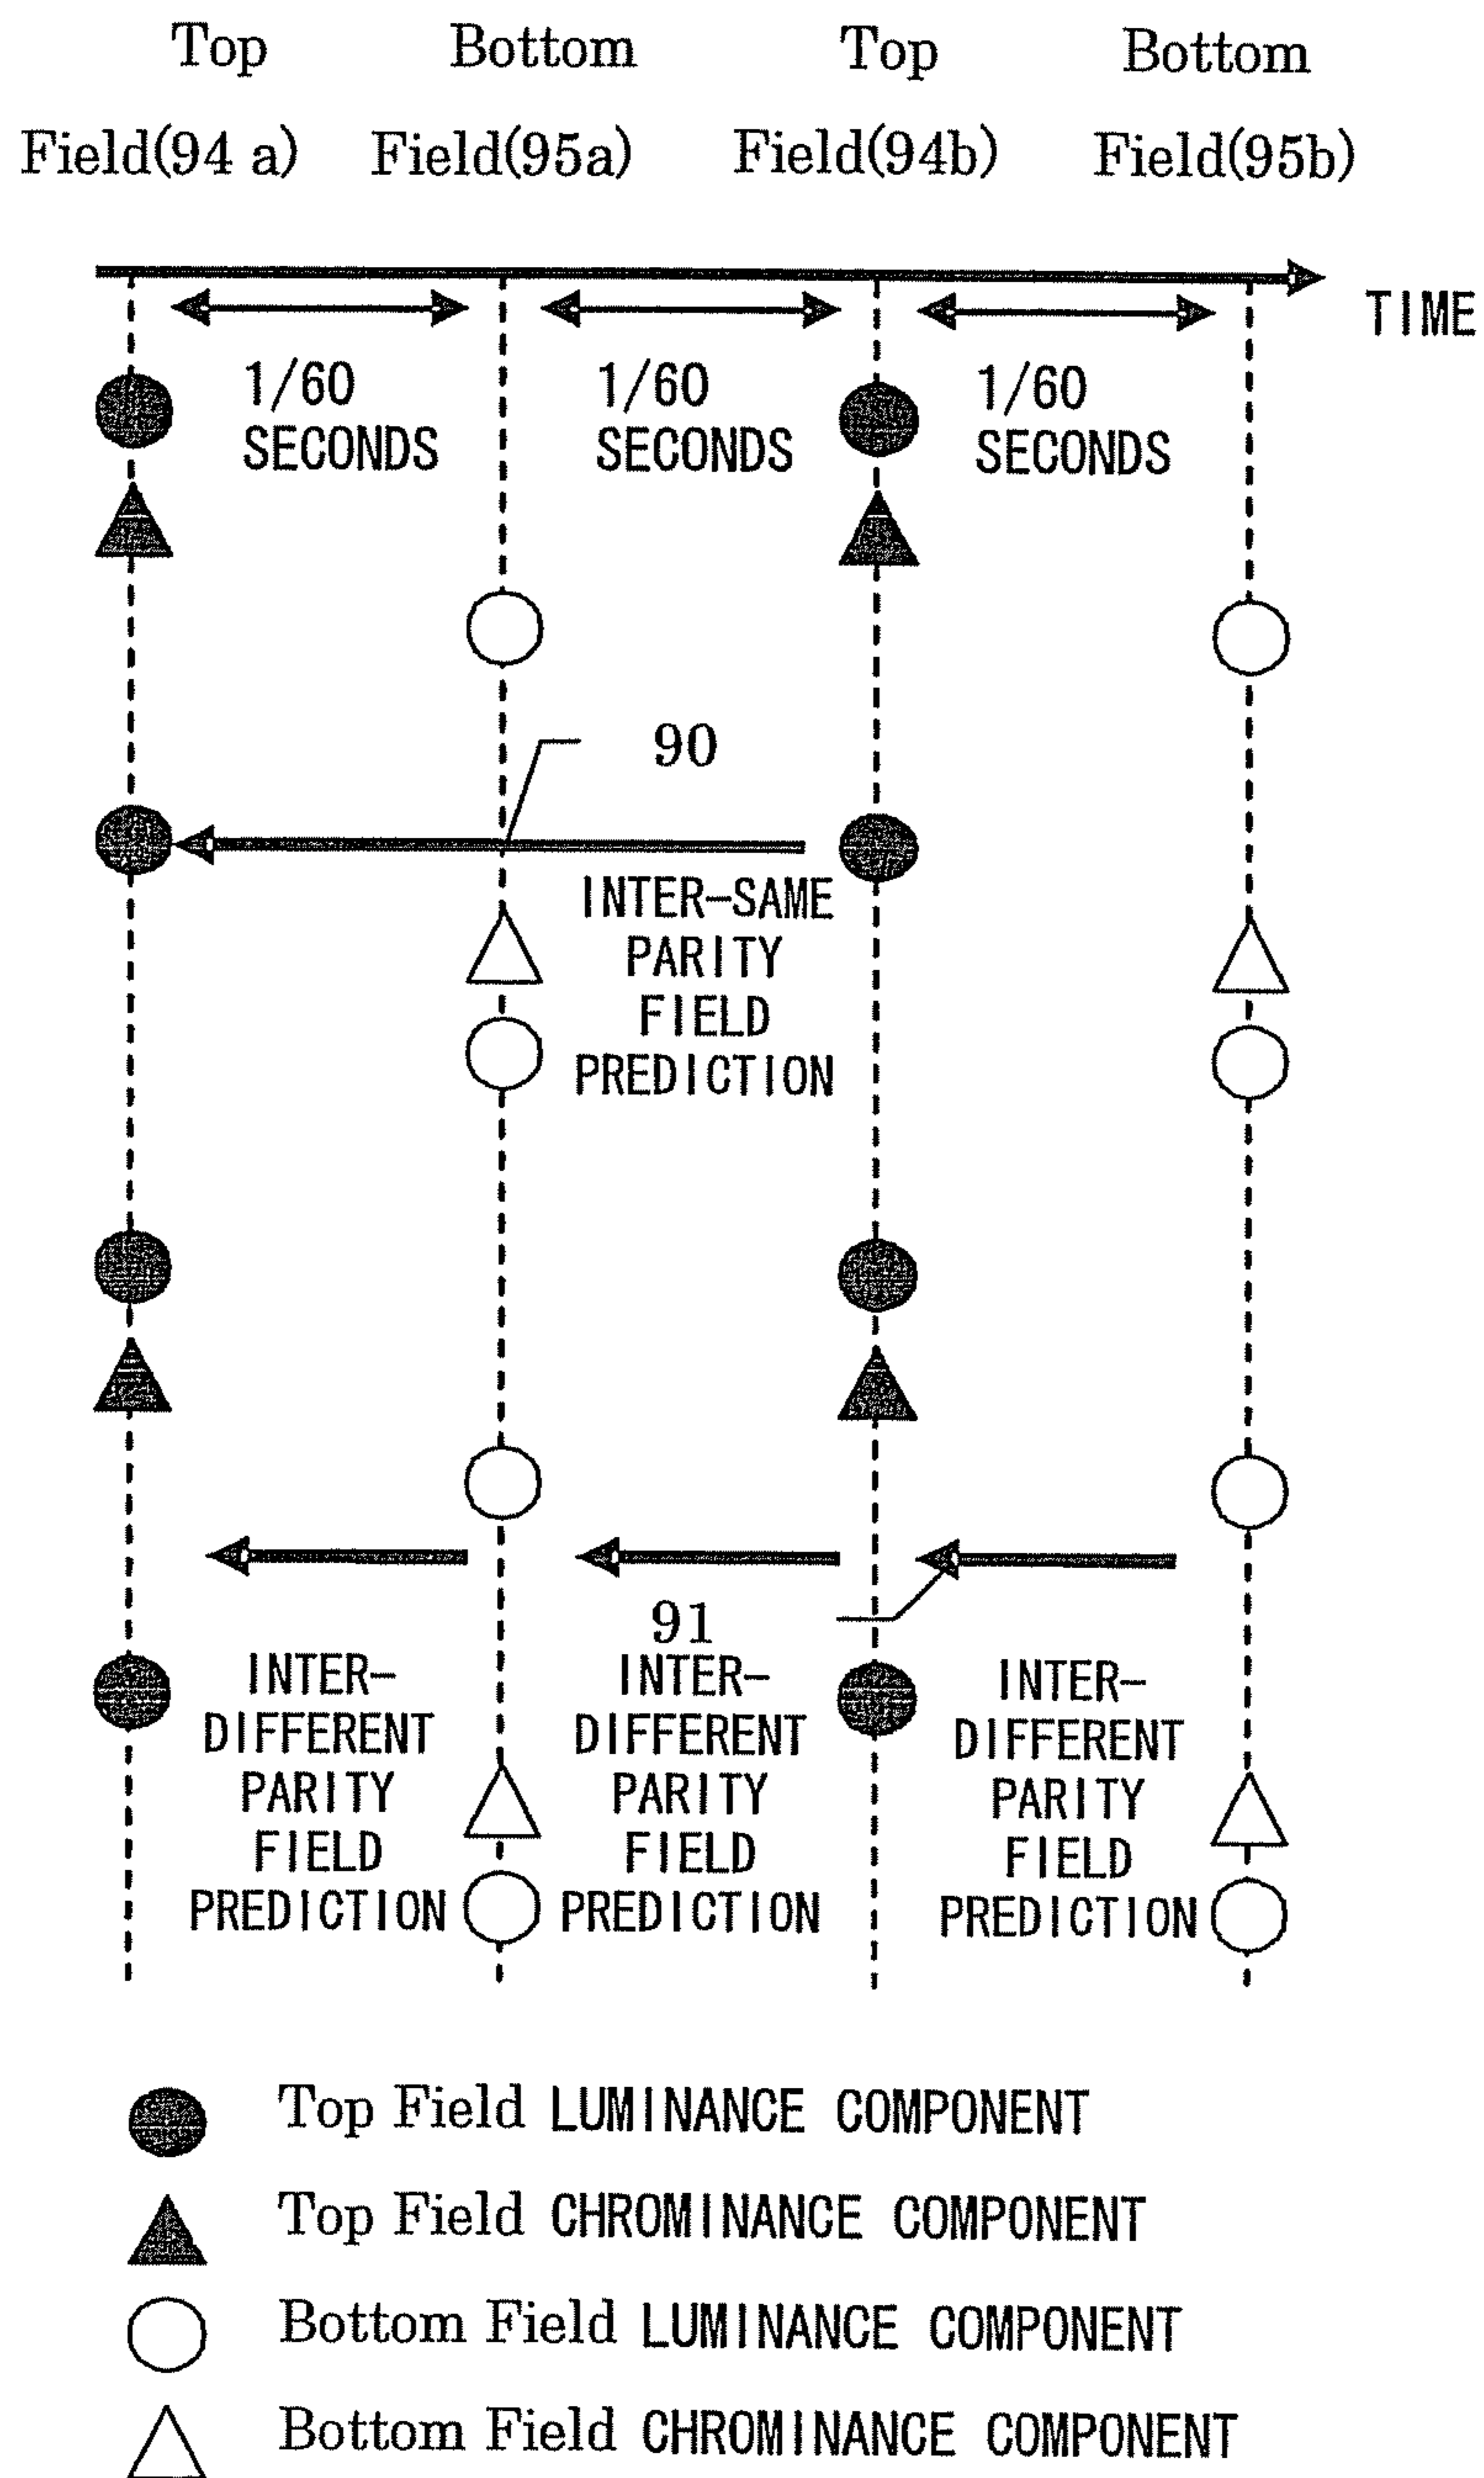 Top Bottom Top Bottom
Field(94 a) Field(95a) Field(94b) Field(95b)
TIME
1/60 1/60 1/60
SECONDS SECONDS SECONDS
90
INTER-SAME
PARITY
FIELD
PREDICTION
91
INTER- INTER- INTER-
DIFFERENT DIFFERENT DIFFERENT
PARITY PARITY PARITY
FIELD FIELD FIELD
PREDICTION PREDICTION PREDICTION
Top Field LUMINANCE COMPONENT
Top Field CHROMINANCE COMPONENT
Bottom Field LUMINANCE COMPONENT
Bottom Field CHROMINANCE COMPONENT